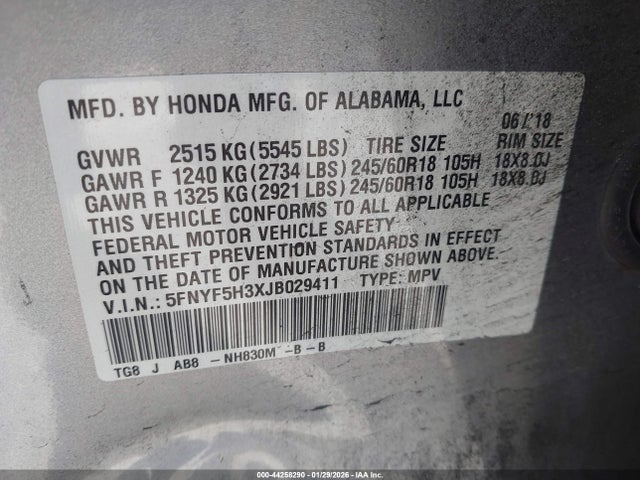 MFD. BY HONDA MFG. OF ALABAMA, LLC
06/'18
GVWR 2515 KG(5545 LBS) TIRE SIZE RIM SIZE
GAWR F 1240 KG(2734 LBS)245/60R18 105H 18X8.0J
GAWR R 1325 KG(2921 LBS)245/60R18 105H 18X8.0J
THIS VEHICLE CONFORMS TO ALL APPLICABLE
FEDERAL MOTOR VEHICLE SAFETY
AND THEFT PREVENTION STANDARDS IN EFFECT
ON THE DATE OF MANUFACTURE SHOWN ABOVE.
V.I.N.: 5FNYF5H3XJB029411 TYPE: MPV
TG8 J AB8 -NH830M -B-B
000-44258290 - 01/29/2026 - IAA Inc.